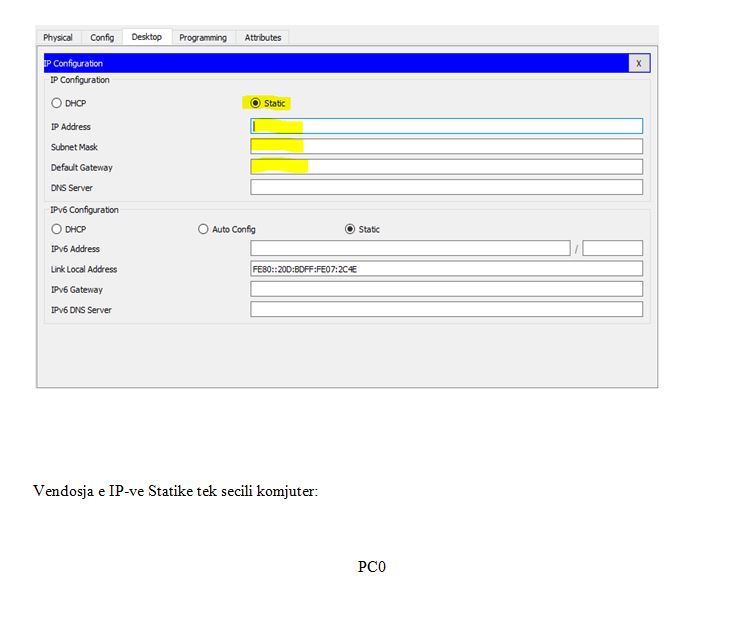 Physical Config Desktop Programming Attributes
IP Configuration X
IP Configuration
DHCP Static
IP Address
Subnet Mask
Default Gateway
DNS Server
IPv6 Configuration
DHCP Auto Config Static
IPv6 Address /
Link Local Address FE80::20D:BDFF:FE07:2C4E
IPv6 Gateway
IPv6 DNS Server
Vendosja e IP-ve Statike tek secili komjuter:
PC0